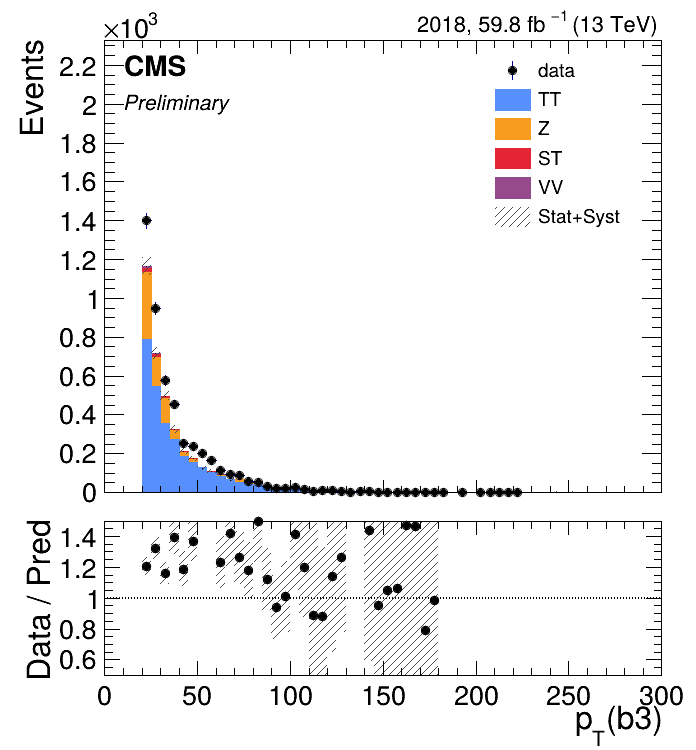 ×10³
2018, 59.8 fb⁻¹ (13 TeV)
Events
CMS
Preliminary
data
TT
Z
ST
VV
Stat+Syst
2.2
2
1.8
1.6
1.4
1.2
1
0.8
0.6
0.4
0.2
0
Data / Pred
1.4
1.2
1
0.8
0.6
0 50 100 150 200 250 300
p_T(b3)